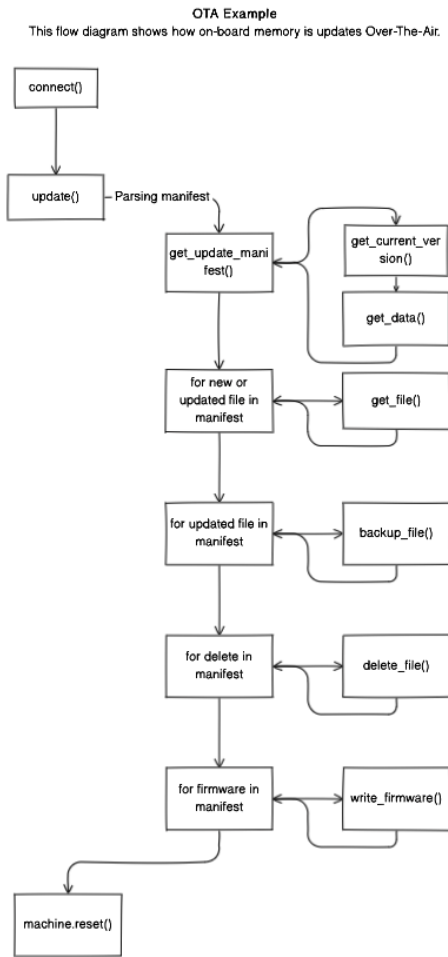 OTA Example
This flow diagram shows how on-board memory is updates Over-The-Air.
connect()
update()
Parsing manifest
get_update_mani
fest()
get_current_ver
sion()
get_data()
for new or
updated file in
manifest
get_file()
for updated file in
manifest
backup_file()
for delete in
manifest
delete_file()
for firmware in
manifest
write_firmware()
machine.reset()